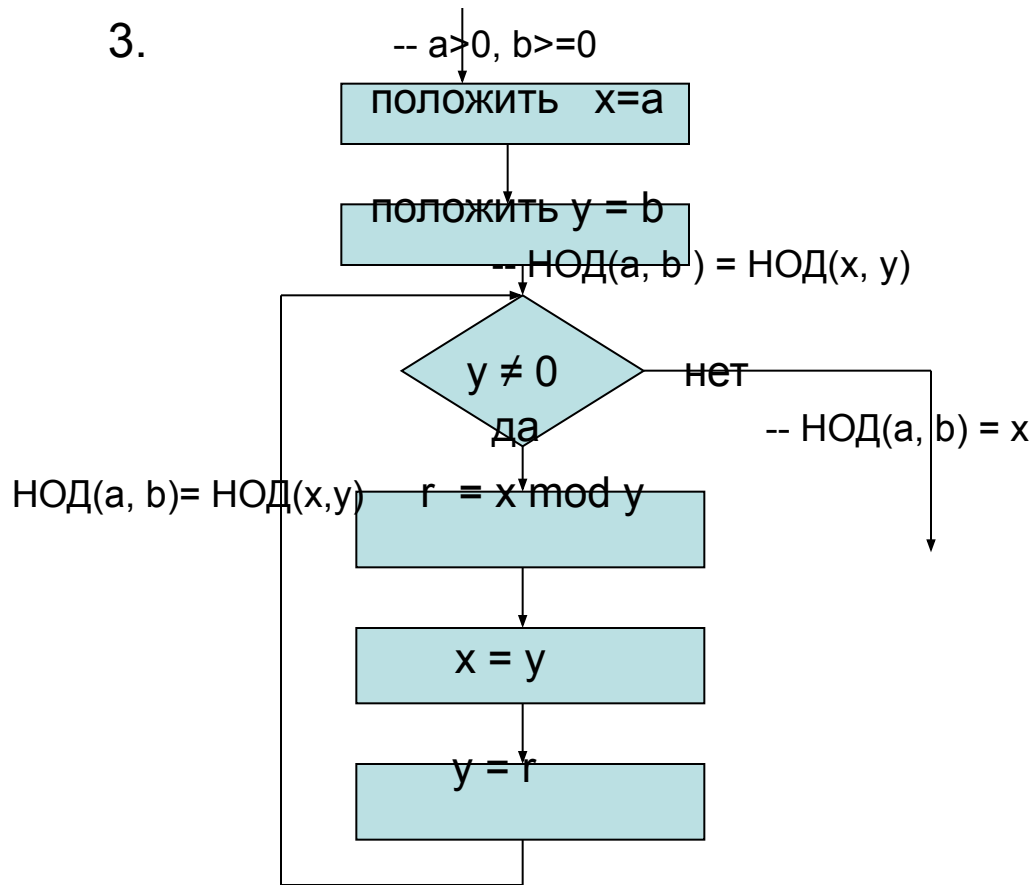 3.
-- a>0, b>=0
положить x=a
положить y = b
-- НОД(a, b ) = НОД(x, y)
y ≠ 0
нет
да
-- НОД(a, b) = x
НОД(a, b)= НОД(x,y)
r = x mod y
x = y
y = r